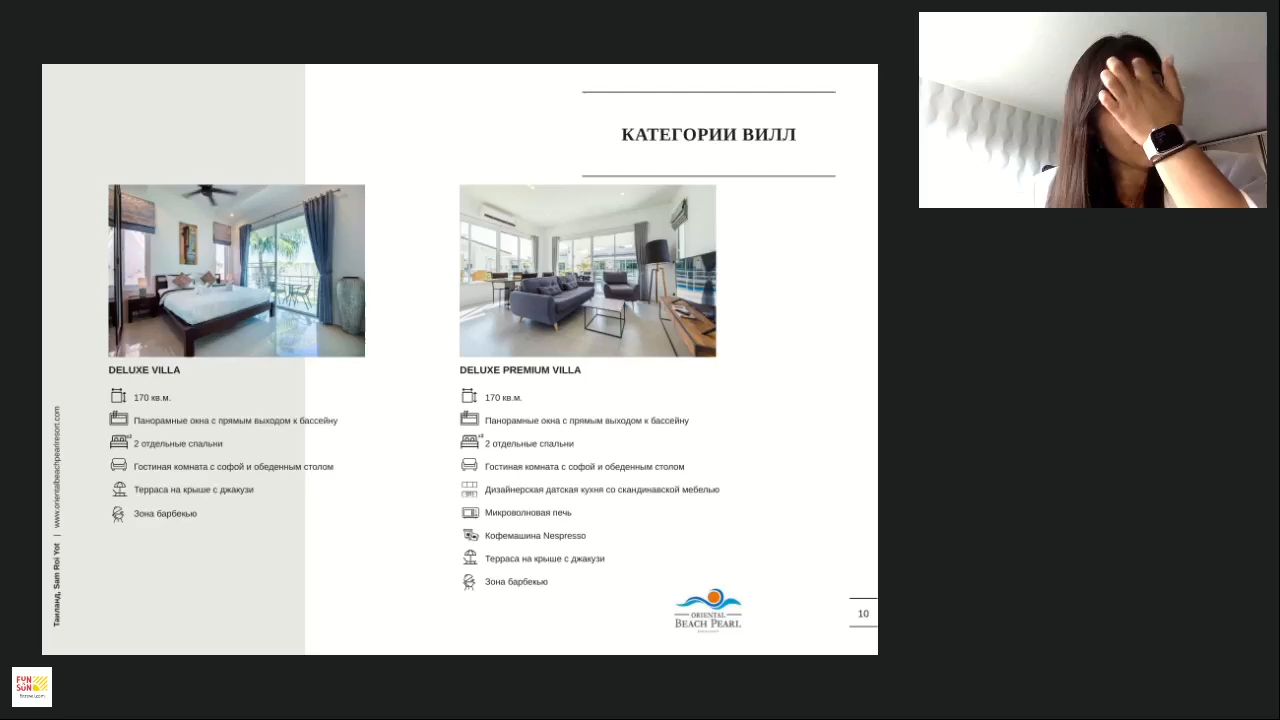 КАТЕГОРИИ ВИЛЛ
DELUXE VILLA
170 кв.м.
Панорамные окна с прямым выходом к бассейну
2 отдельные спальни
Гостиная комната с софой и обеденным столом
Терраса на крыше с джакузи
Зона барбекью
DELUXE PREMIUM VILLA
170 кв.м.
Панорамные окна с прямым выходом к бассейну
2 отдельные спальни
Гостиная комната с софой и обеденным столом
Дизайнерская датская кухня со скандинавской мебелью
Микроволновая печь
Кофемашина Nespresso
Терраса на крыше с джакузи
Зона барбекью
Таиланд, Sam Roi Yot | www.orientalbeachpearlresort.com
ORIENTAL
BEACH PEARL
10
FUN
SUN